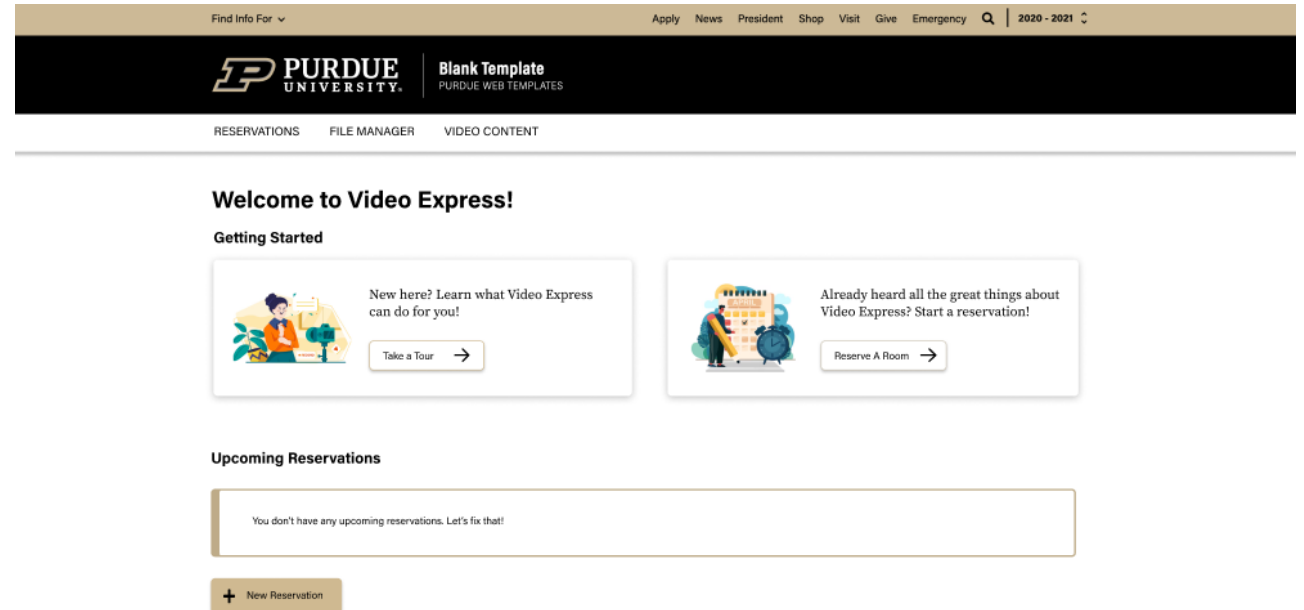 Find Info For
Apply News President Shop Visit Give Emergency 2020 - 2021
PURDUE
UNIVERSITY.
Blank Template
PURDUE WEB TEMPLATES
RESERVATIONS FILE MANAGER VIDEO CONTENT
Welcome to Video Express!
Getting Started
New here? Learn what Video Express
can do for you!
Take a Tour
APRIL
Already heard all the great things about
Video Express? Start a reservation!
Reserve A Room
Upcoming Reservations
You don't have any upcoming reservations. Let's fix that!
New Reservation